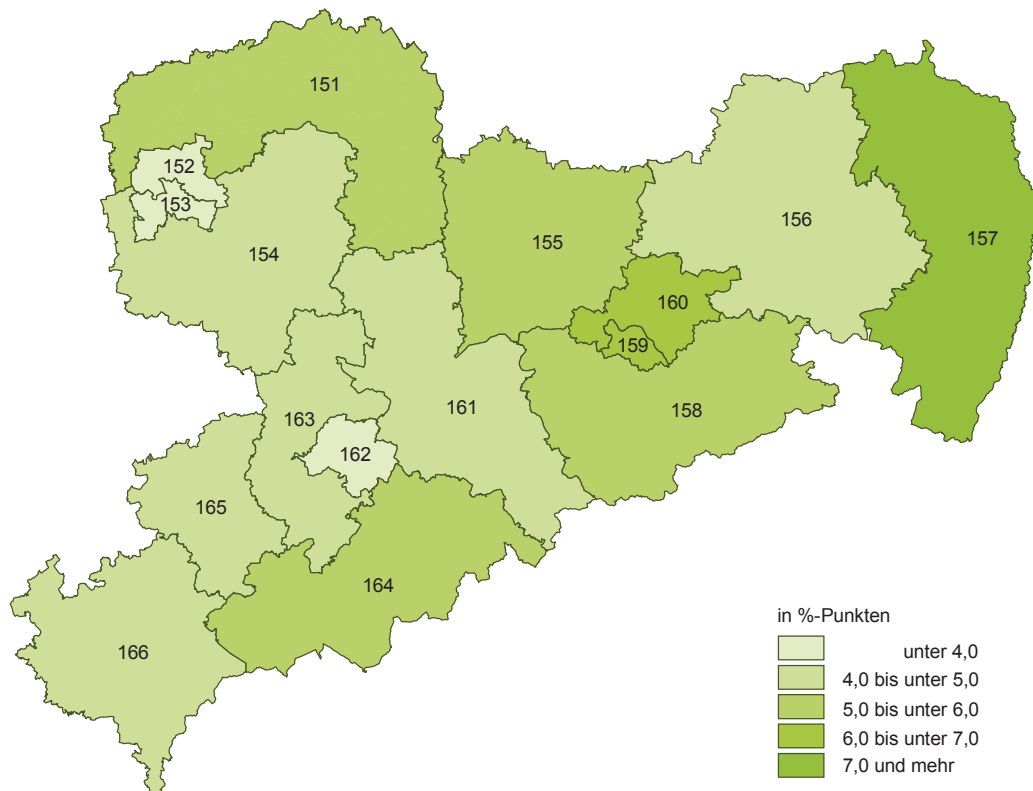 151
152
153
154
155
156
157
160
159
158
161
163
162
165
164
166
in %-Punkten
unter 4,0
4,0 bis unter 5,0
5,0 bis unter 6,0
6,0 bis unter 7,0
7,0 und mehr